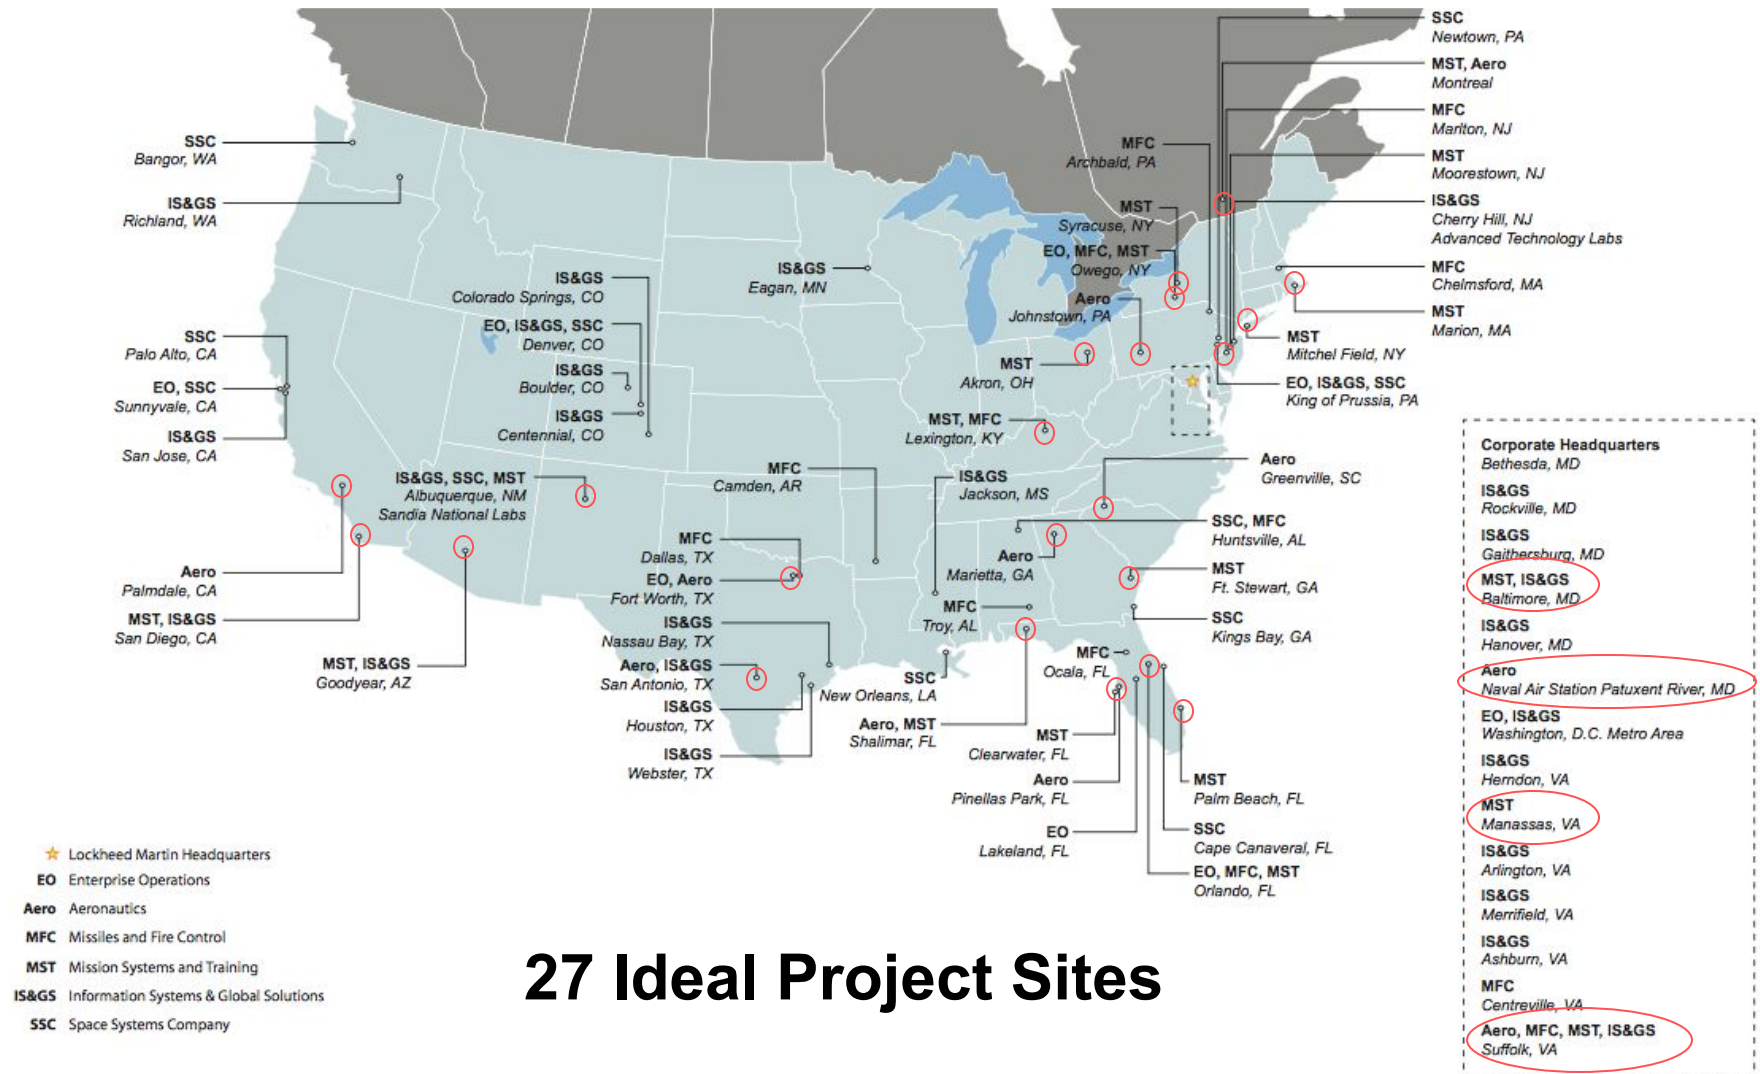 SSC
Bangor, WA
IS&GS
Richland, WA
SSC
Palo Alto, CA
EO, SSC
Sunnyvale, CA
IS&GS
San Jose, CA
Aero
Palmdale, CA
MST, IS&GS
San Diego, CA
MST, IS&GS
Goodyear, AZ
IS&GS
Colorado Springs, CO
EO, IS&GS, SSC
Denver, CO
IS&GS
Boulder, CO
IS&GS
Centennial, CO
IS&GS, SSC, MST
Albuquerque, NM
Sandia National Labs
IS&GS
Eagan, MN
MFC
Camden, AR
MFC
Dallas, TX
EO, Aero
Fort Worth, TX
IS&GS
Nassau Bay, TX
Aero, IS&GS
San Antonio, TX
IS&GS
Houston, TX
IS&GS
Webster, TX
MFC
Archbald, PA
MST
Syracuse, NY
EO, MFC, MST
Owego, NY
Aero
Johnstown, PA
MST
Akron, OH
MST, MFC
Lexington, KY
IS&GS
Jackson, MS
Aero
Marietta, GA
MFC
Troy, AL
SSC
New Orleans, LA
Aero, MST
Shalimar, FL
MFC
Ocala, FL
MST
Clearwater, FL
Aero
Pinellas Park, FL
EO
Lakeland, FL
SSC
Newtown, PA
MST, Aero
Montreal
MFC
Marlton, NJ
MST
Moorestown, NJ
IS&GS
Cherry Hill, NJ
Advanced Technology Labs
MFC
Chelmsford, MA
MST
Marion, MA
MST
Mitchel Field, NY
EO, IS&GS, SSC
King of Prussia, PA
Aero
Greenville, SC
SSC, MFC
Huntsville, AL
MST
Ft. Stewart, GA
SSC
Kings Bay, GA
MST
Palm Beach, FL
SSC
Cape Canaveral, FL
EO, MFC, MST
Orlando, FL
Corporate Headquarters
Bethesda, MD
IS&GS
Rockville, MD
IS&GS
Gaithersburg, MD
MST, IS&GS
Baltimore, MD
IS&GS
Hanover, MD
Aero
Naval Air Station Patuxent River, MD
EO, IS&GS
Washington, D.C. Metro Area
IS&GS
Herndon, VA
MST
Manassas, VA
IS&GS
Arlington, VA
IS&GS
Merrifield, VA
IS&GS
Ashburn, VA
MFC
Centreville, VA
Aero, MFC, MST, IS&GS
Suffolk, VA
Lockheed Martin Headquarters
EO Enterprise Operations
Aero Aeronautics
MFC Missiles and Fire Control
MST Mission Systems and Training
IS&GS Information Systems & Global Solutions
SSC Space Systems Company
27 Ideal Project Sites